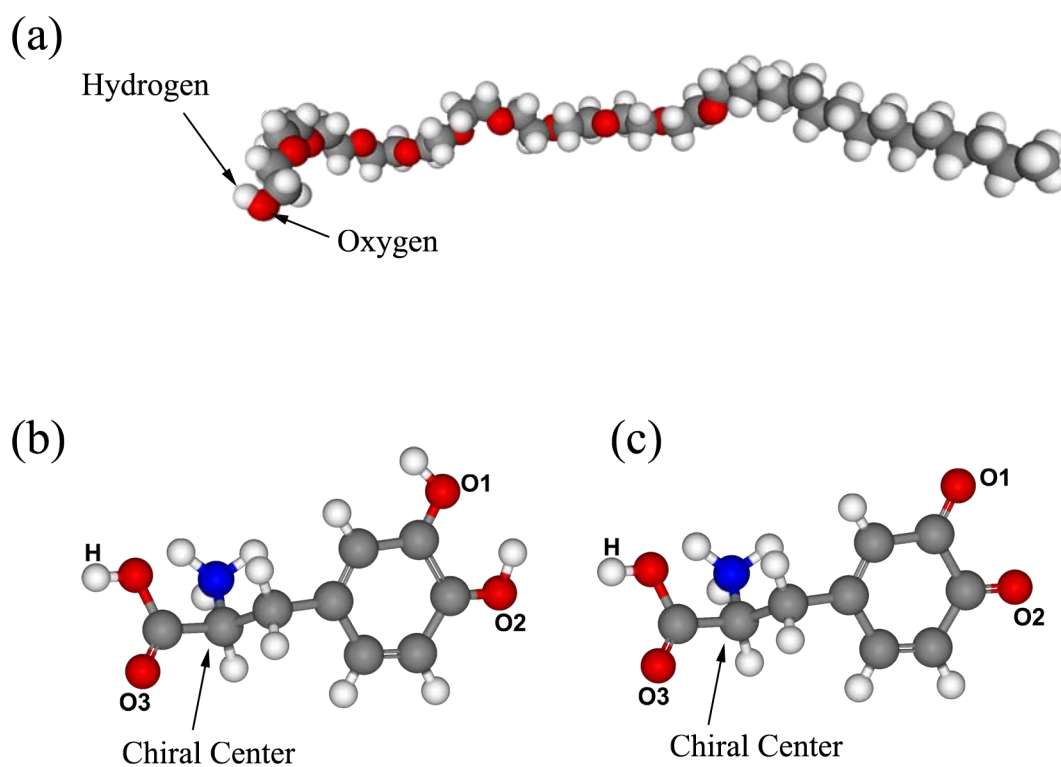 (a)
Hydrogen
Oxygen
(b)
O1
H
O2
O3
Chiral Center
(c)
O1
H
O2
O3
Chiral Center